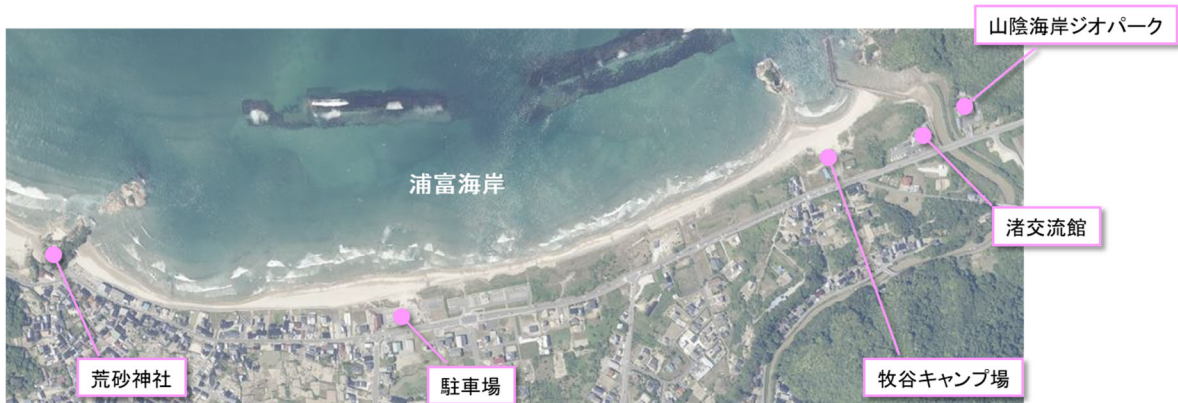 山陰海岸ジオパーク
浦富海岸
渚交流館
荒砂神社
駐車場
牧谷キャンプ場